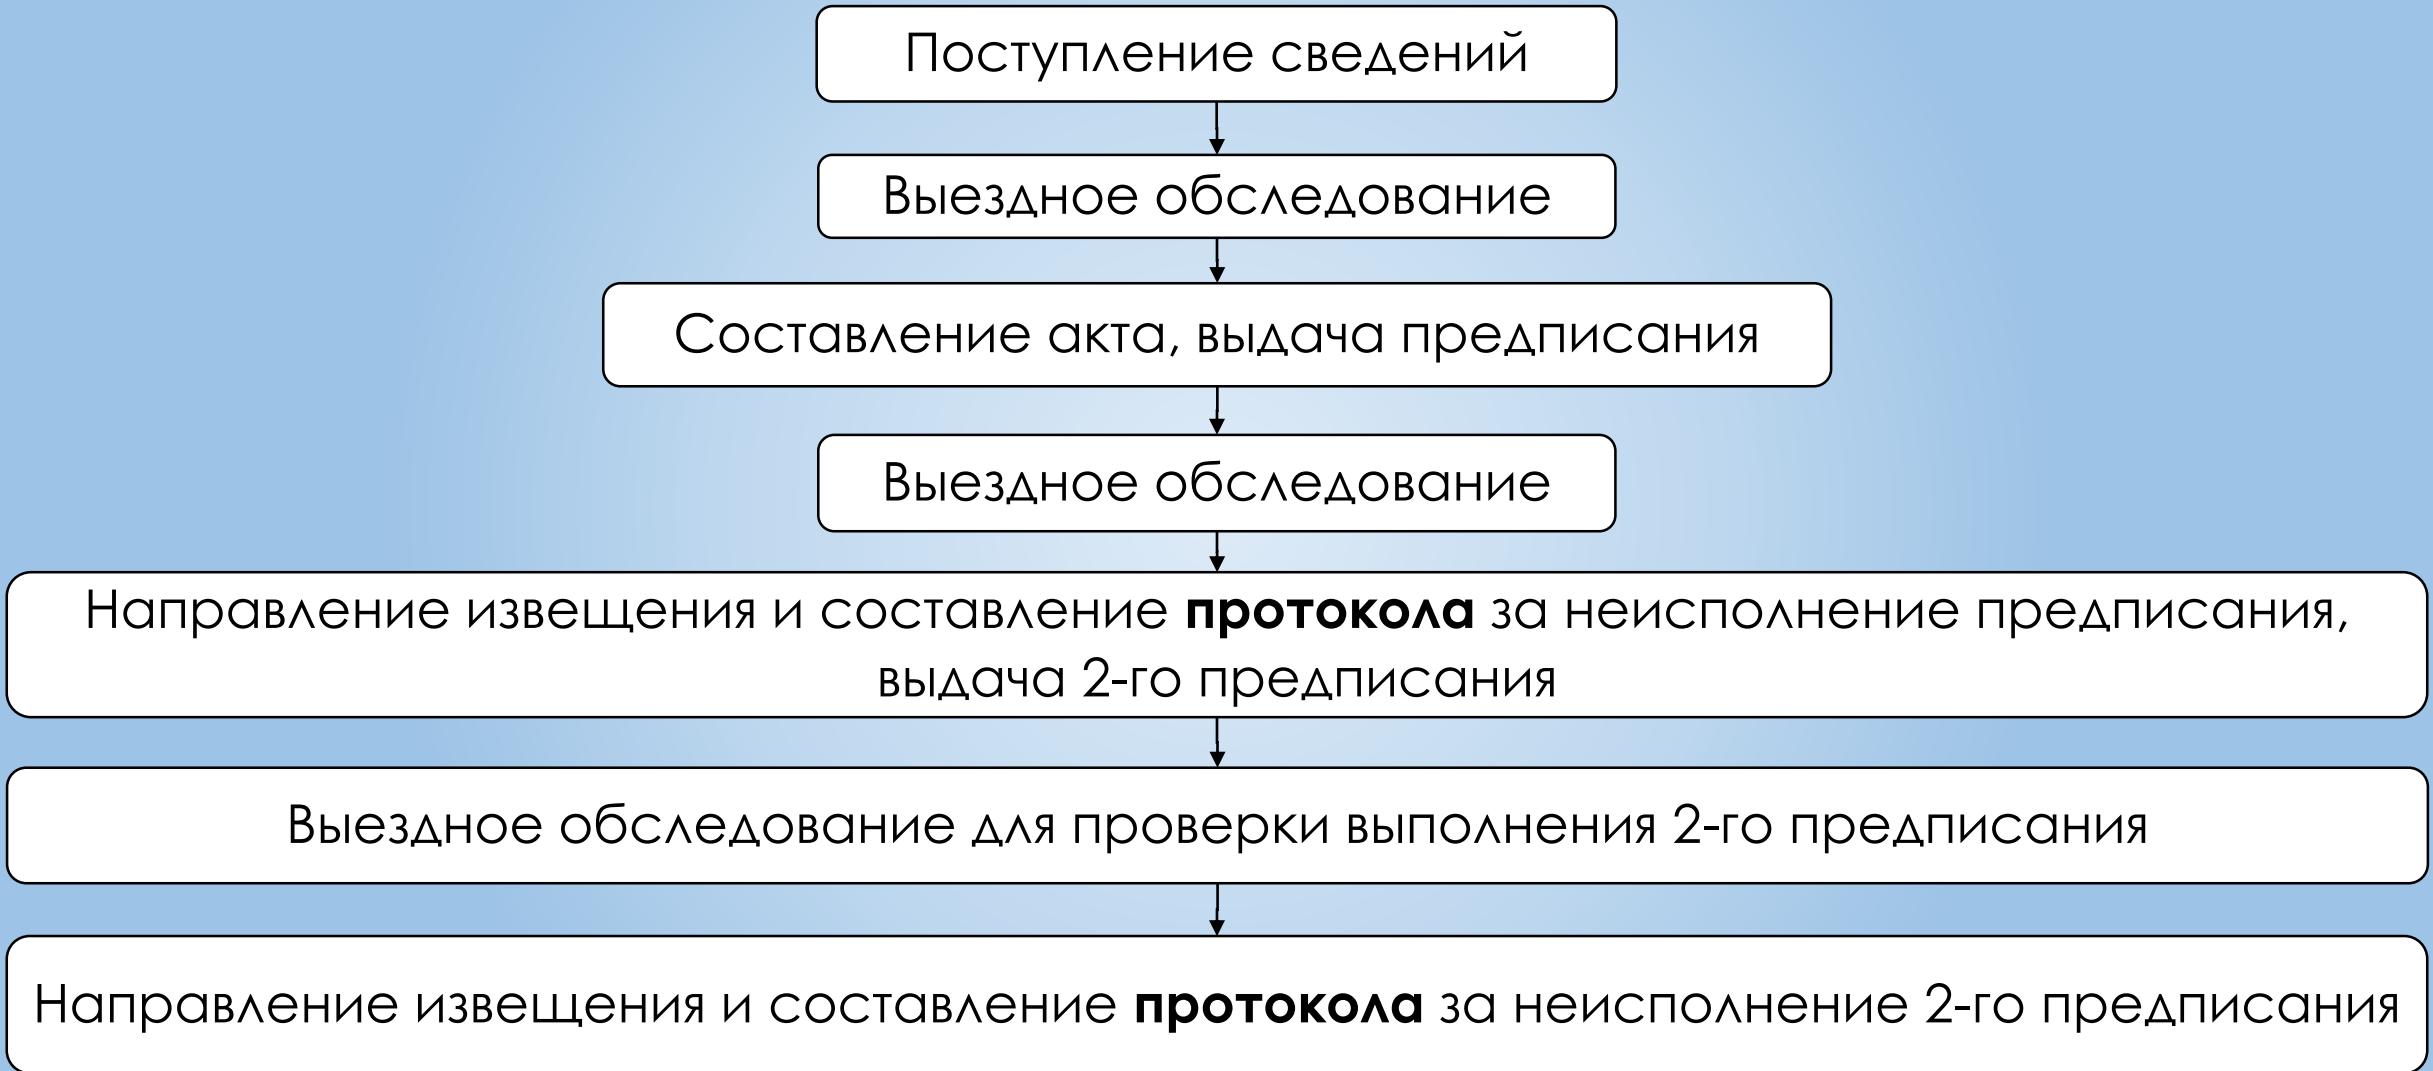 Поступление сведений
Выездное обследование
Составление акта, выдача предписания
Выездное обследование
Направление извещения и составление протокола за неисполнение предписания,
выдача 2-го предписания
Выездное обследование для проверки выполнения 2-го предписания
Направление извещения и составление протокола за неисполнение 2-го предписания